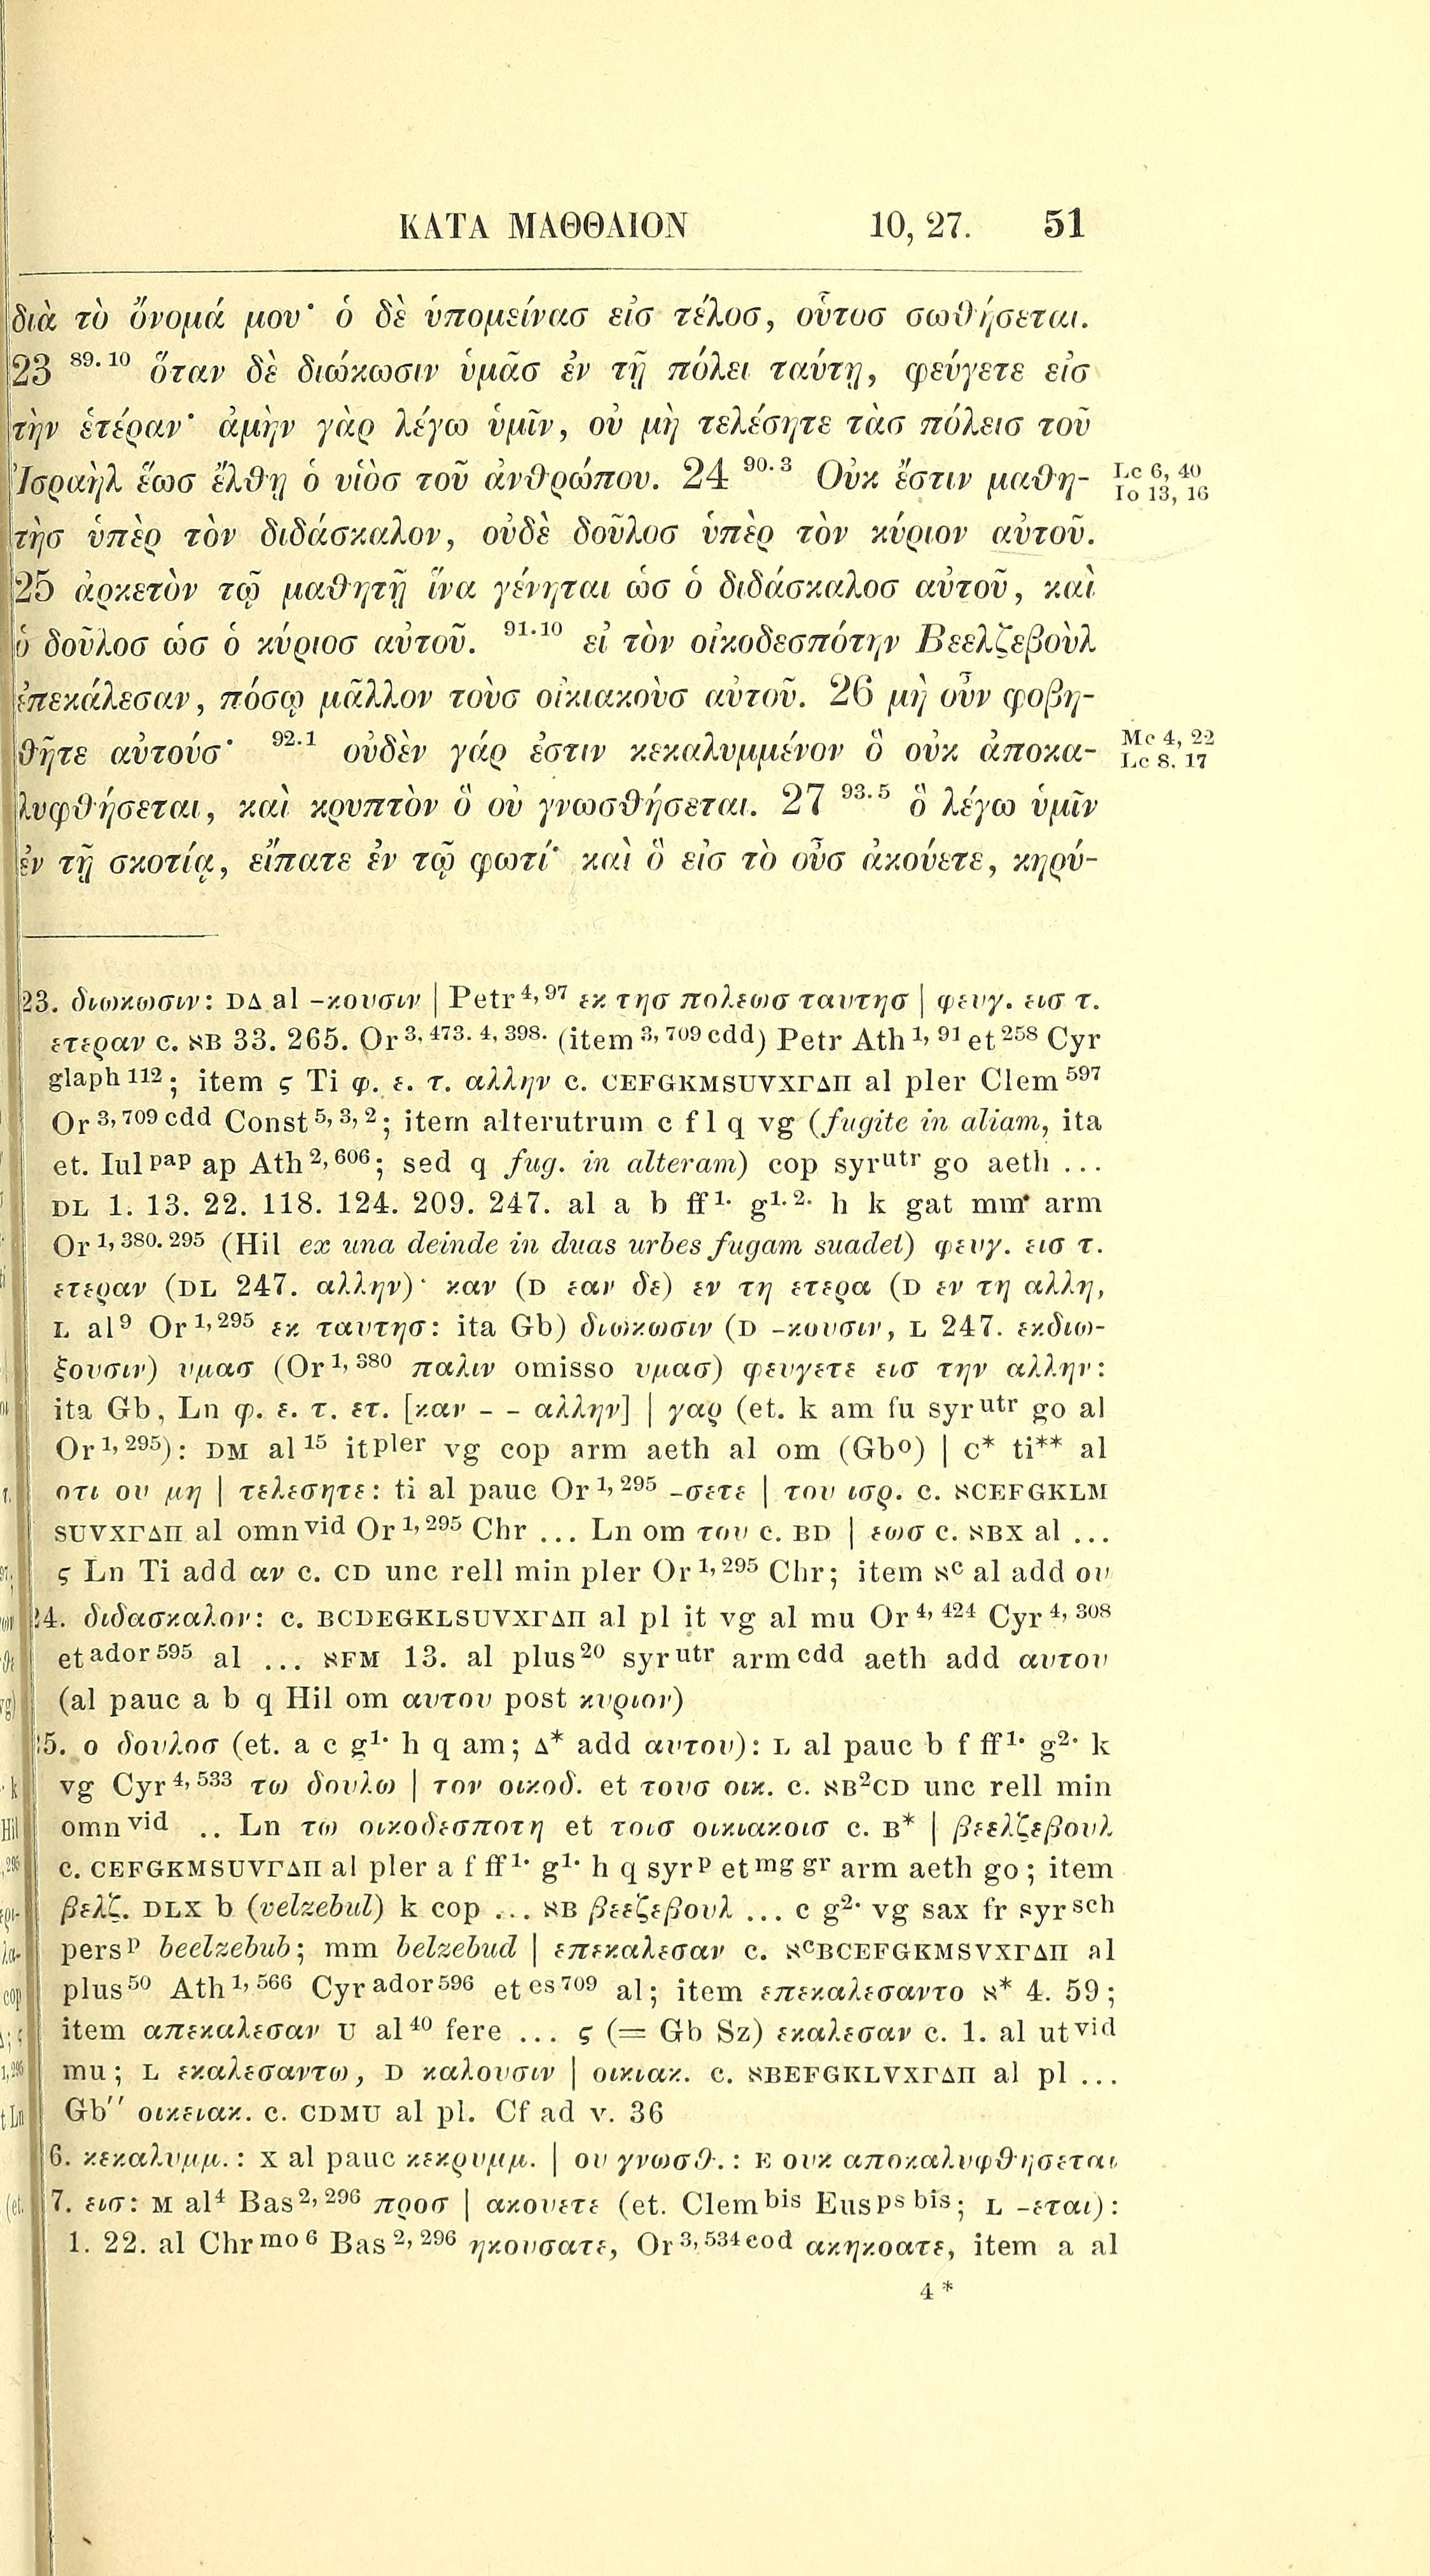 ΚΑΤΑ ΜΑΘΘΑΙΟΝ 10, 27. 51
διὰ τὸ ὄνομά μου· ὁ δὲ ὑπομείνασ εἰσ τέλοσ, οὗτοσ σωθήσεται.
23 89.10 ὅταν δὲ διώκωσιν ὑμᾶσ ἐν τῇ πόλει ταύτῃ, φεύγετε εἰσ
τὴν ἑτέραν· ἀμὴν γὰρ λέγω ὑμῖν, οὐ μὴ τελέσητε τὰσ πόλεισ τοῦ
Ἰσραὴλ ἕωσ ἔλθῃ ὁ υἱὸσ τοῦ ἀνθρώπου. 24 90.3 Οὐκ ἔστιν μαθη-
Lc 6, 40
Io 13, 16
τὴσ ὑπὲρ τὸν διδάσκαλον, οὐδὲ δοῦλοσ ὑπὲρ τὸν κύριον αὐτοῦ.
25 ἀρκετὸν τῷ μαθητῇ ἵνα γένηται ὡσ ὁ διδάσκαλοσ αὐτοῦ, καὶ
ὁ δοῦλοσ ὡσ ὁ κύριοσ αὐτοῦ. 91.10 εἰ τὸν οἰκοδεσπότην Βεελζεβοὺλ
ἐπεκάλεσαν, πόσῳ μᾶλλον τοὺσ οἰκιακοὺσ αὐτοῦ. 26 μὴ οὖν φοβη-
θῆτε αὐτούσ· 92.1 οὐδὲν γάρ ἐστιν κεκαλυμμένον ὃ οὐκ ἀποκα-
Mc 4, 22
Lc 8, 17
λυφθήσεται, καὶ κρυπτὸν ὃ οὐ γνωσθήσεται. 27 93.5 ὃ λέγω ὑμῖν
ἐν τῇ σκοτίᾳ, εἴπατε ἐν τῷ φωτί· καὶ ὃ εἰσ τὸ οὖσ ἀκούετε, κηρύ-
23. διωκωσιν: DΔ al -κουσιν | Petr 4, 97 εκ τησ πολεωσ ταυτησ | φευγ. εισ τ.
ετεραν c. אB 33. 265. Or 3, 473. 4, 398. (item 3, 709 cdd) Petr Ath 1, 91 et 258 Cyr
glaph 112; item ς Ti φ. ε. τ. αλλην c. CEFGKMSUVXΓΔΠ al pler Clem 597
Or 3, 709 cdd Const 5, 3, 2; item alterutrum c f l q vg (fugite in aliam, ita
et. Iul pap ap Ath 2, 606; sed q fug. in alteram) cop syr utr go aeth ...
DL 1. 13. 22. 118. 124. 209. 247. al a b ff 1. g 1. 2. h k gat mm arm
Or 1, 380. 295 (Hil ex una deinde in duas urbes fugam suadet) φευγ. εισ τ.
ετεραν (DL 247. αλλην)· καν (D εαν δε) εν τη ετερα (D εν τη αλλη,
L al 9 Or 1, 295 εκ ταυτησ: ita Gb) διωκωσιν (D -κουσιν, L 247. εκδιω-
ξουσιν) υμασ (Or 1, 380 παλιν omisso υμασ) φευγετε εισ την αλλην:
ita Gb, Ln φ. ε. τ. ετ. [καν - - αλλην] | γαρ (et. k am fu syr utr go al
Or 1, 295): DM al 15 it pler vg cop arm aeth al om (Gb o) | c* ti** al
οτι ου μη | τελεσητε: ti al pauc Or 1, 295 -σετε | του ισρ. c. אCEFGKLM
SUVXΓΔΠ al omn vid Or 1, 295 Chr ... Ln om του c. BD | εωσ c. אBX al ...
ς Ln Ti add αν c. CD unc rell min pler Or 1, 295 Chr; item א c al add ου
24. διδασκαλον: c. BCDEGKLSUVXΓΔΠ al pl it vg al mu Or 4, 424 Cyr 4, 308
et ador 595 al ... אFM 13. al plus 20 syr utr arm cdd aeth add αυτου
(al pauc a b q Hil om αυτου post κυριον)
5. ο δουλοσ (et. a c g 1. h q am; Δ* add αυτου): L al pauc b f ff 1. g 2. k
vg Cyr 4, 533 τω δουλω | τον οικοδ. et τουσ οικ. c. אB 2 CD unc rell min
omn vid .. Ln τω οικοδεσποτη et τοισ οικιακοισ c. B* | βεελζεβουλ
c. CEFGKMSUVΓΔΠ al pler a f ff 1. g 1. h q syr p et mg gr arm aeth go; item
βελζ. DLX b (velzebul) k cop ... אB βεεζεβουλ ... c g 2. vg sax fr syr sch
pers p beelzebub; mm belzebud | επεκαλεσαν c. א c BCEFGKMSVXΓΔΠ al
plus 50 Ath 1, 566 Cyr ador 596 et es 709 al; item επεκαλεσαντο א* 4. 59;
item απεκαλεσαν U al 40 fere ... ς (= Gb Sz) εκαλεσαν c. 1. al ut vid
mu; L εκαλεσαντω, D καλουσιν | οικιακ. c. אBEFGKLVXΓΔΠ al pl ...
Gb″ οικειακ. c. CDMU al pl. Cf ad v. 36
6. κεκαλυμμ.: X al pauc κεκρυμμ. | ου γνωσθ.: E ουκ αποκαλυφθησεται
7. εισ: M al 4 Bas 2, 296 προσ | ακουετε (et. Clem bis Eus ps bis; L -εται):
1. 22. al Chr mo 6 Bas 2, 296 ηκουσατε, Or 3, 534 cod ακηκοατε, item a al
4 *